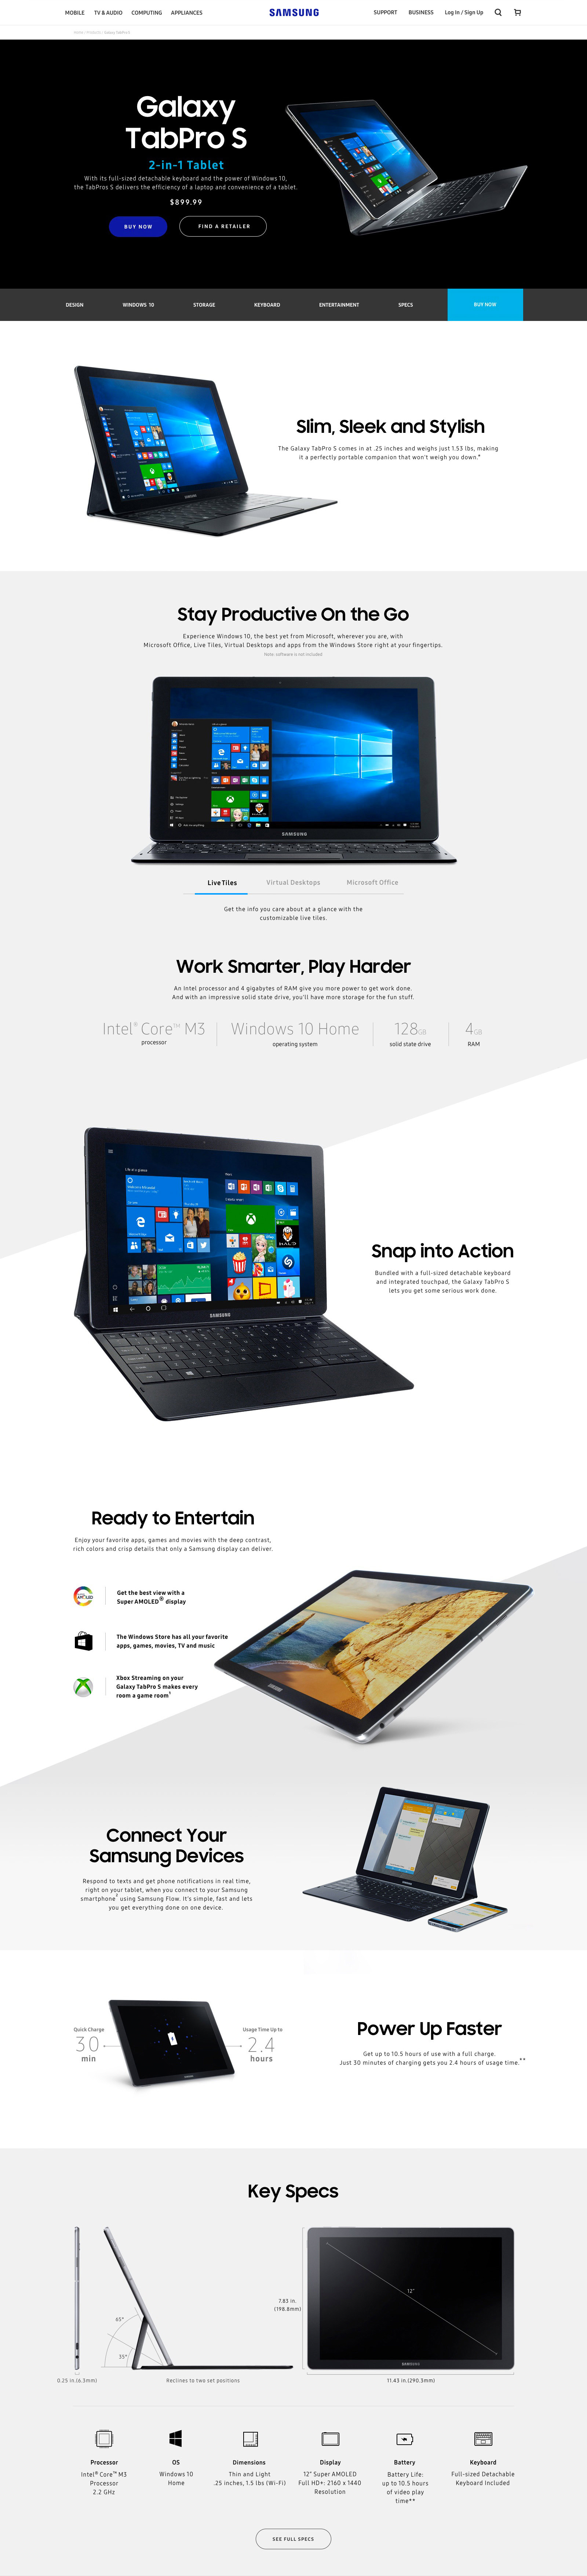 MOBILE TV & AUDIO COMPUTING APPLIANCES SAMSUNG SUPPORT BUSINESS Log In / Sign Up
Galaxy
TabPro S
2-in-1 Tablet
With its full-sized detachable keyboard and the power of Windows 10,
the TabPros S delivers the efficiency of a laptop and convenience of a tablet.
$899.99
BUY NOW FIND A RETAILER
DESIGN WINDOWS 10 STORAGE KEYBOARD ENTERTAINMENT SPECS BUY NOW
Slim, Sleek and Stylish
The Galaxy TabPro S comes in at .25 inches and weighs just 1.53 lbs, making
it a perfectly portable companion that won't weigh you down.*
Stay Productive On the Go
Experience Windows 10, the best yet from Microsoft, wherever you are, with
Microsoft Office, Live Tiles, Virtual Desktops and apps from the Windows Store right at your fingertips.
Note: software is not included
SAMSUNG
Live Tiles Virtual Desktops Microsoft Office
Get the info you care about at a glance with the
customizable live tiles.
Work Smarter, Play Harder
An Intel processor and 4 gigabytes of RAM give you more power to get work done.
And with an impressive solid state drive, you'll have more storage for the fun stuff.
Intel® Core™ M3 Windows 10 Home 128GB 4GB
processor operating system solid state drive RAM
Life at a glance
HALO
SAMSUNG
Snap into Action
Bundled with a full-sized detachable keyboard
and integrated touchpad, the Galaxy TabPro S
lets you get some serious work done.
Ready to Entertain
Enjoy your favorite apps, games and movies with the deep contrast,
rich colors and crisp details that only a Samsung display can deliver.
Get the best view with a
Super AMOLED® display
The Windows Store has all your favorite
apps, games, movies, TV and music
Xbox Streaming on your
Galaxy TabPro S makes every
room a game room
Connect Your
Samsung Devices
Respond to texts and get phone notifications in real time,
right on your tablet, when you connect to your Samsung
smartphone using Samsung Flow. It's simple, fast and lets
you get everything done on one device.
Quick Charge
30
min
Usage Time Up to
2.4
hours
Power Up Faster
Get up to 10.5 hours of use with a full charge.
Just 30 minutes of charging gets you 2.4 hours of usage time.**
Key Specs
65°
35°
7.83 in.
(198.8mm)
12"
SAMSUNG
0.25 in.(6.3mm) Reclines to two set positions 11.43 in.(290.3mm)
Processor
Intel® Core™ M3
Processor
2.2 GHz
OS
Windows 10
Home
Dimensions
Thin and Light
.25 inches, 1.5 lbs (Wi-Fi)
Display
12" Super AMOLED
Full HD+: 2160 x 1440
Resolution
Battery
Battery Life:
up to 10.5 hours
of video play
time**
Keyboard
Full-sized Detachable
Keyboard Included
SEE FULL SPECS